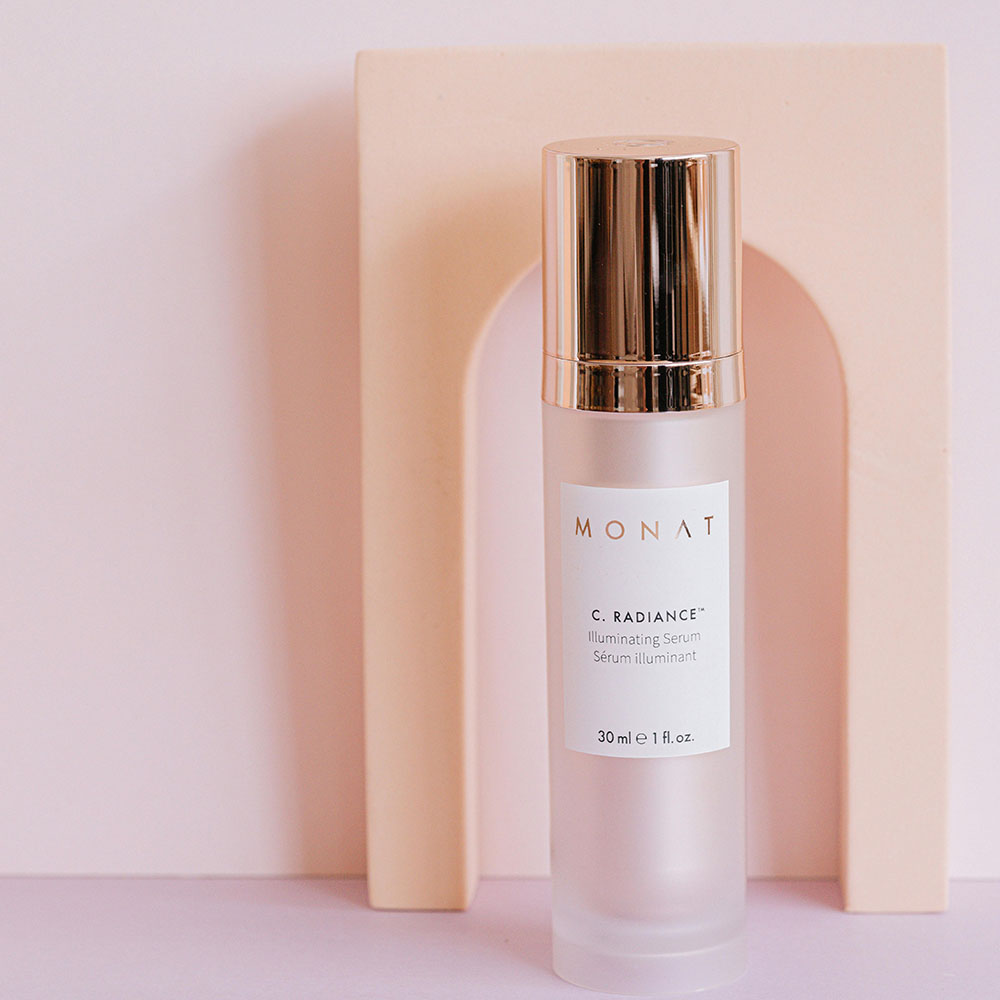 MONAT
C. RADIANCE™
Illuminating Serum
Sérum illuminant
30 ml ℮ 1 fl. oz.